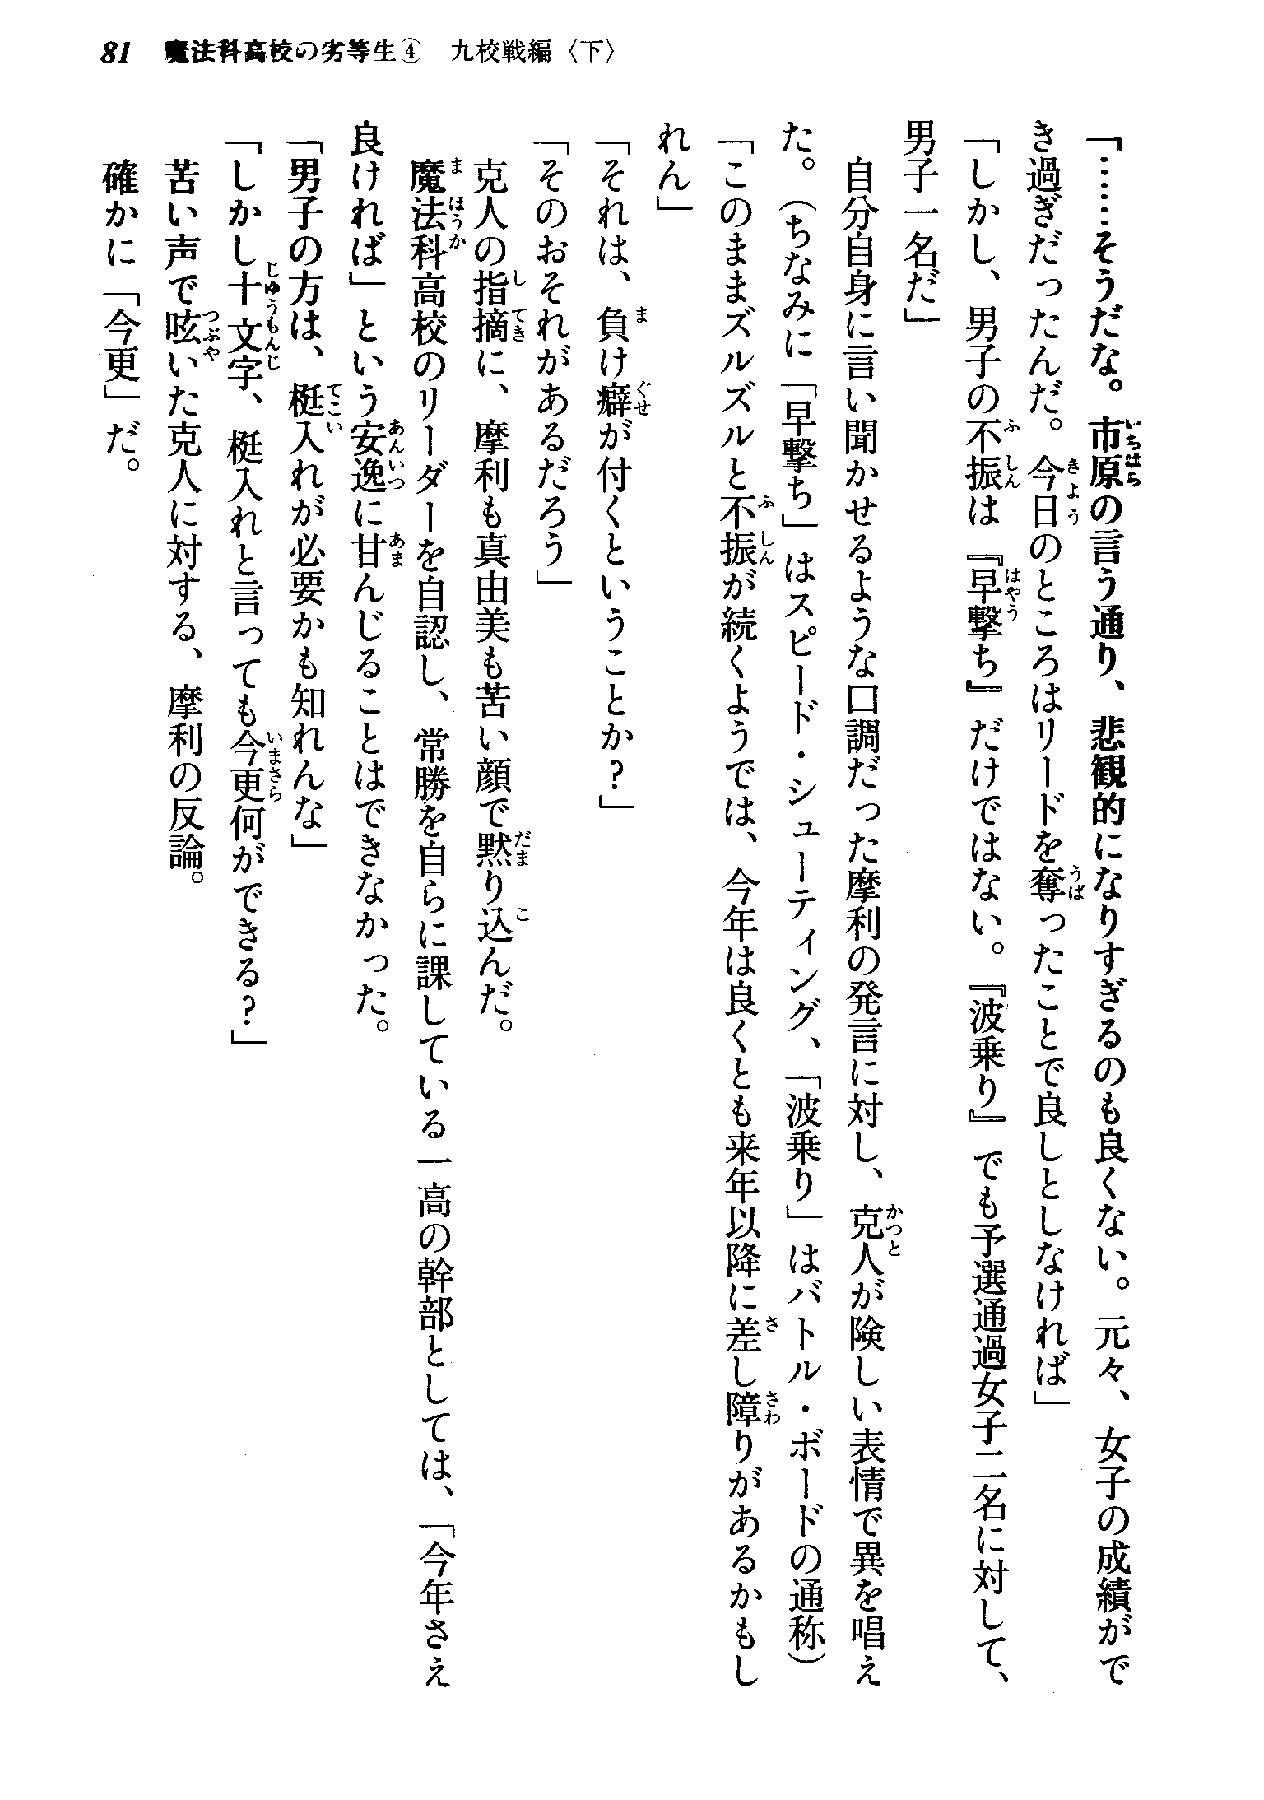 81　魔法科高校の劣等生④　九校戦編〈下〉
「……そうだな。市原の言う通り、悲観的になりすぎるのも良くない。元々、女子の成績がで
き過ぎだったんだ。今日のところはリードを奪ったことで良しとしなければ」
「しかし、男子の不振は『早撃ち』だけではない。『波乗り』でも予選通過女子二名に対して、
男子一名だ」
　自分自身に言い聞かせるような口調だった摩利の発言に対し、克人が険しい表情で異を唱え
た。（ちなみに「早撃ち」はスピード・シューティング、「波乗り」はバトル・ボードの通称）
「このままズルズルと不振が続くようでは、今年は良くとも来年以降に差し障りがあるかもし
れん」
「それは、負け癖が付くということか？」
「そのおそれがあるだろう」
　克人の指摘に、摩利も真由美も苦い顔で黙り込んだ。
　魔法科高校のリーダーを自認し、常勝を自らに課している一高の幹部としては、「今年さえ
良ければ」という安逸に甘んじることはできなかった。
「男子の方は、梃入れが必要かも知れんな」
「しかし十文字、梃入れと言っても今更何ができる？」
　苦い声で呟いた克人に対する、摩利の反論。
　確かに「今更」だ。